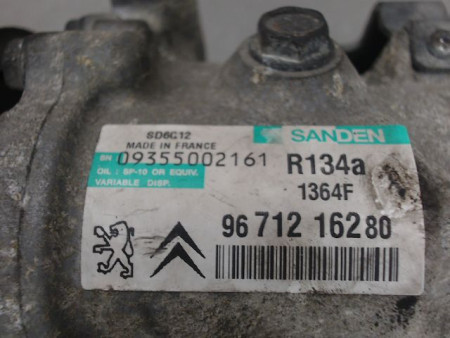 SD6C12
MADE IN FRANCE
SANDEN
SN 09355002161
R134a
OIL : SP-10 OR EQUIV.
VARIABLE DISP.
1364F
96 712 162 80